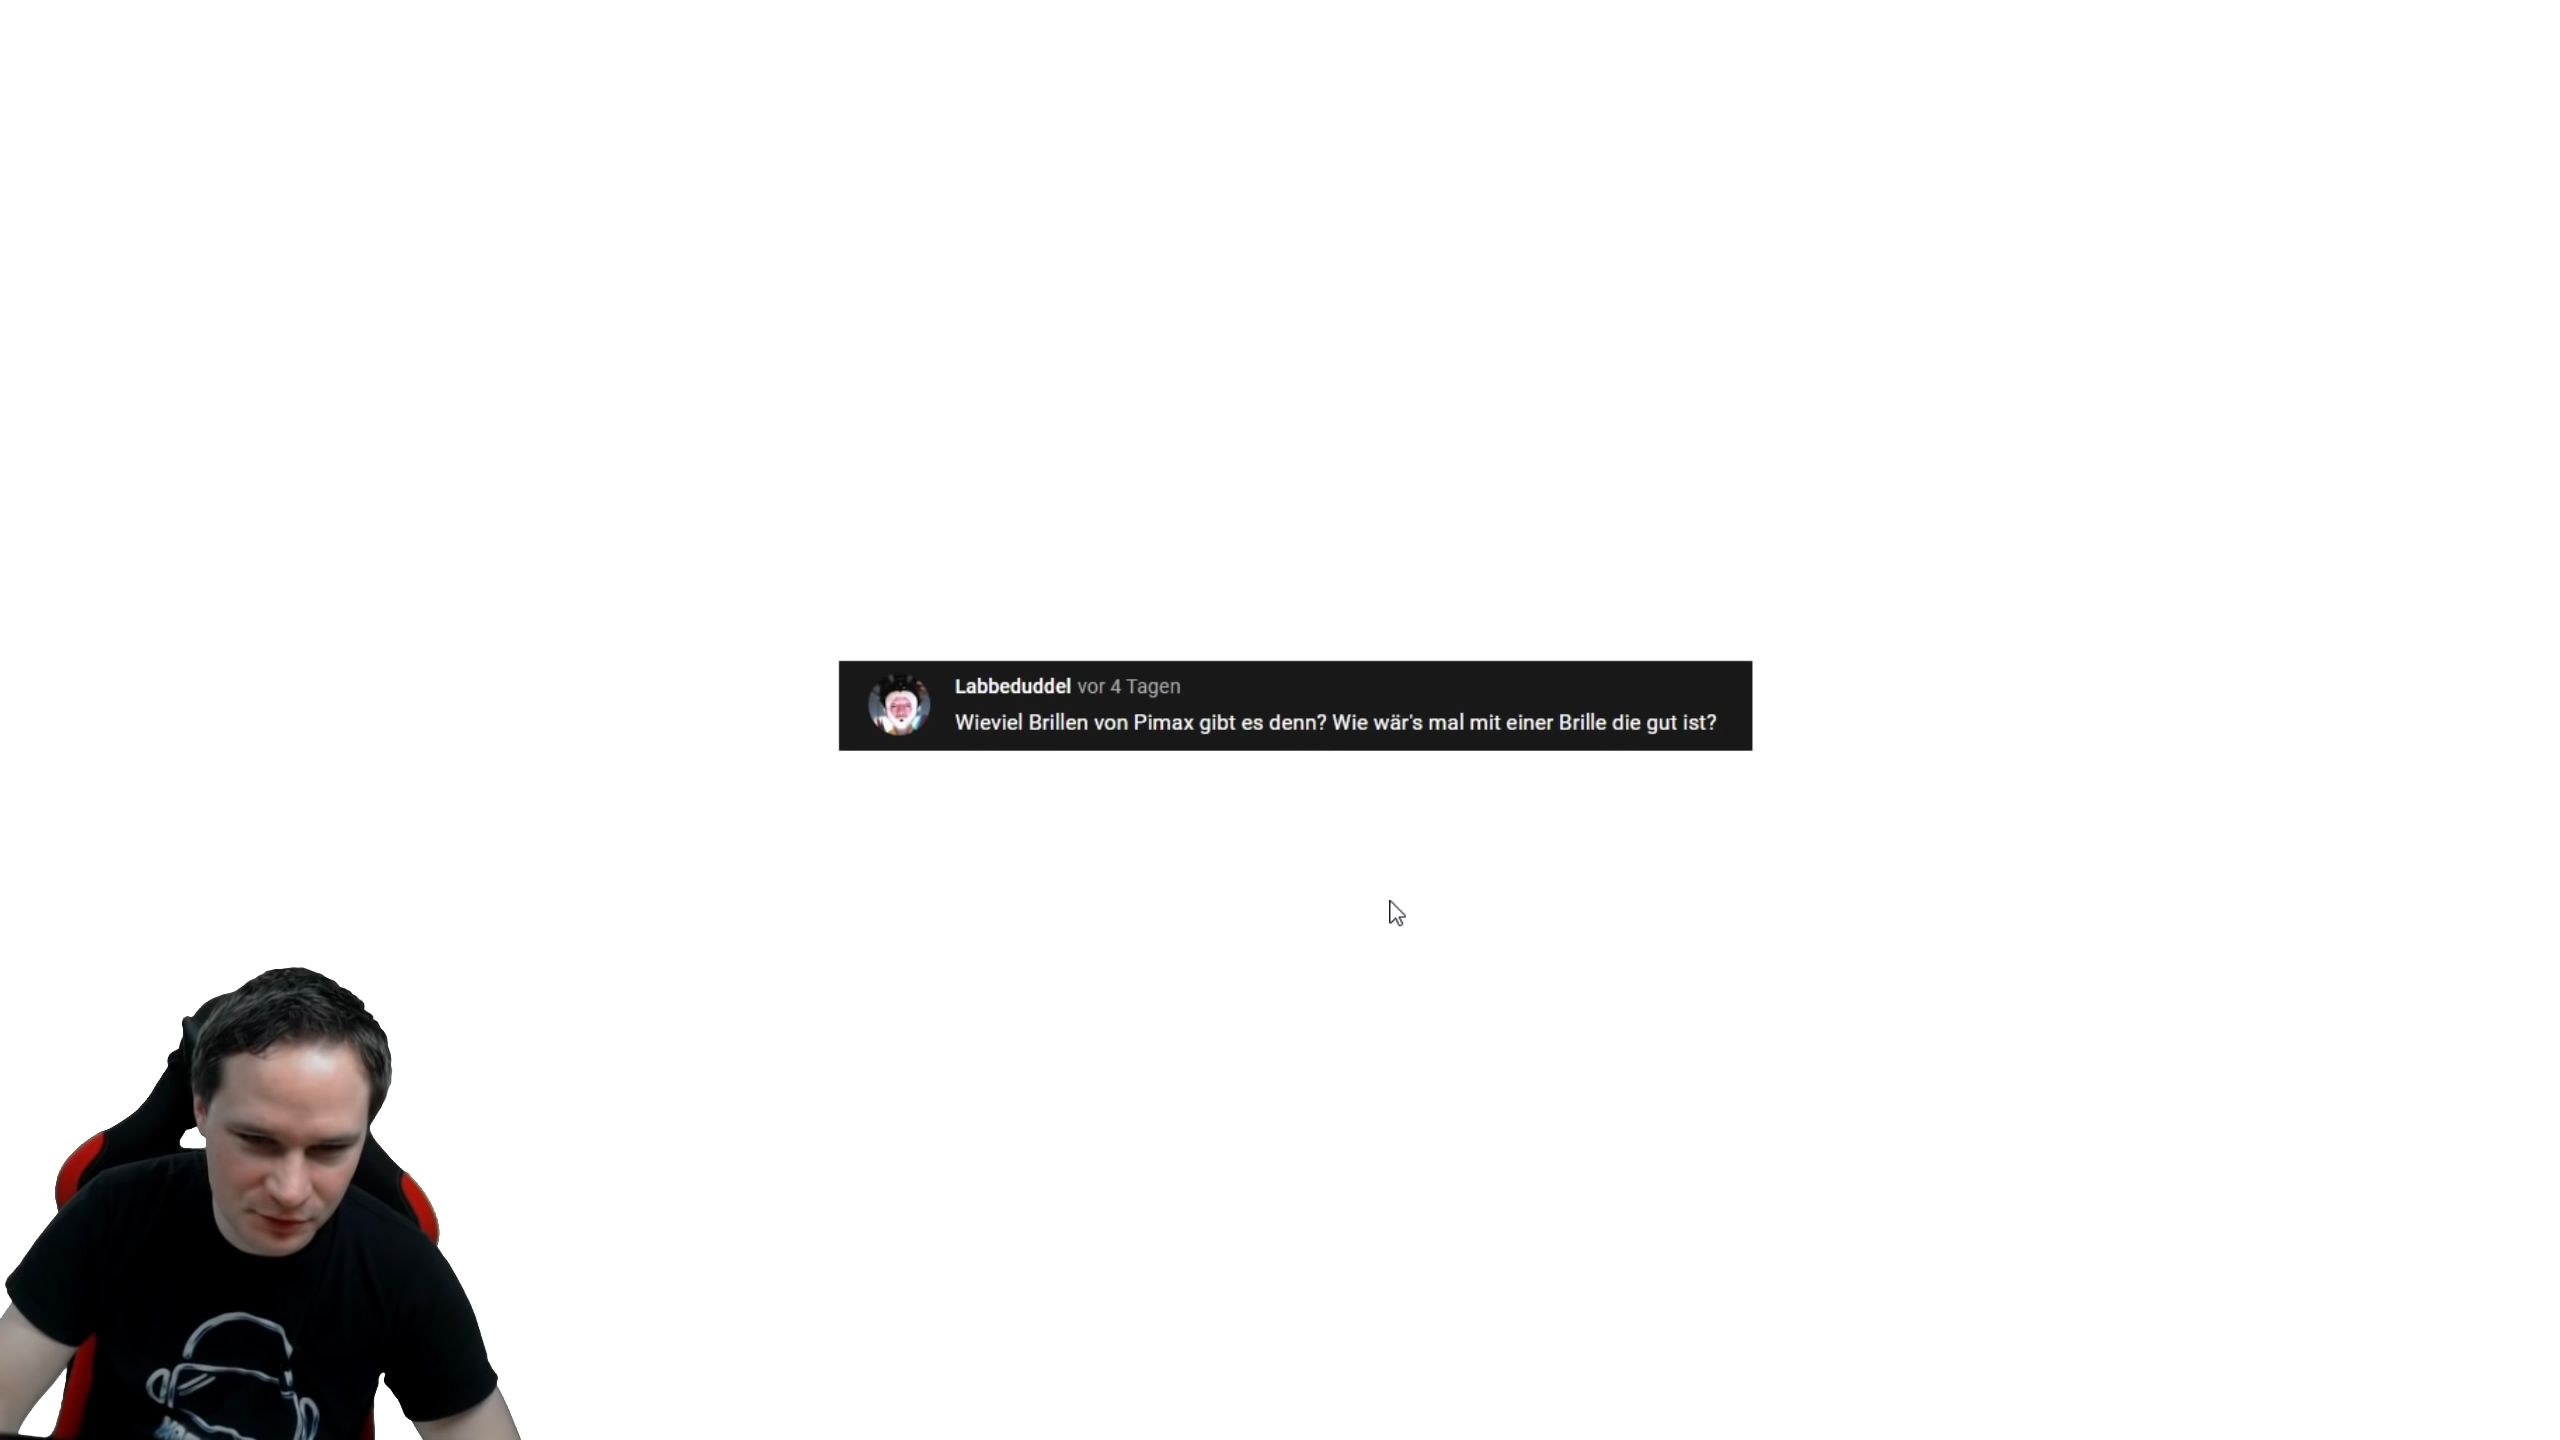 Labbeduddel vor 4 Tagen
Wieviel Brillen von Pimax gibt es denn? Wie wär's mal mit einer Brille die gut ist?